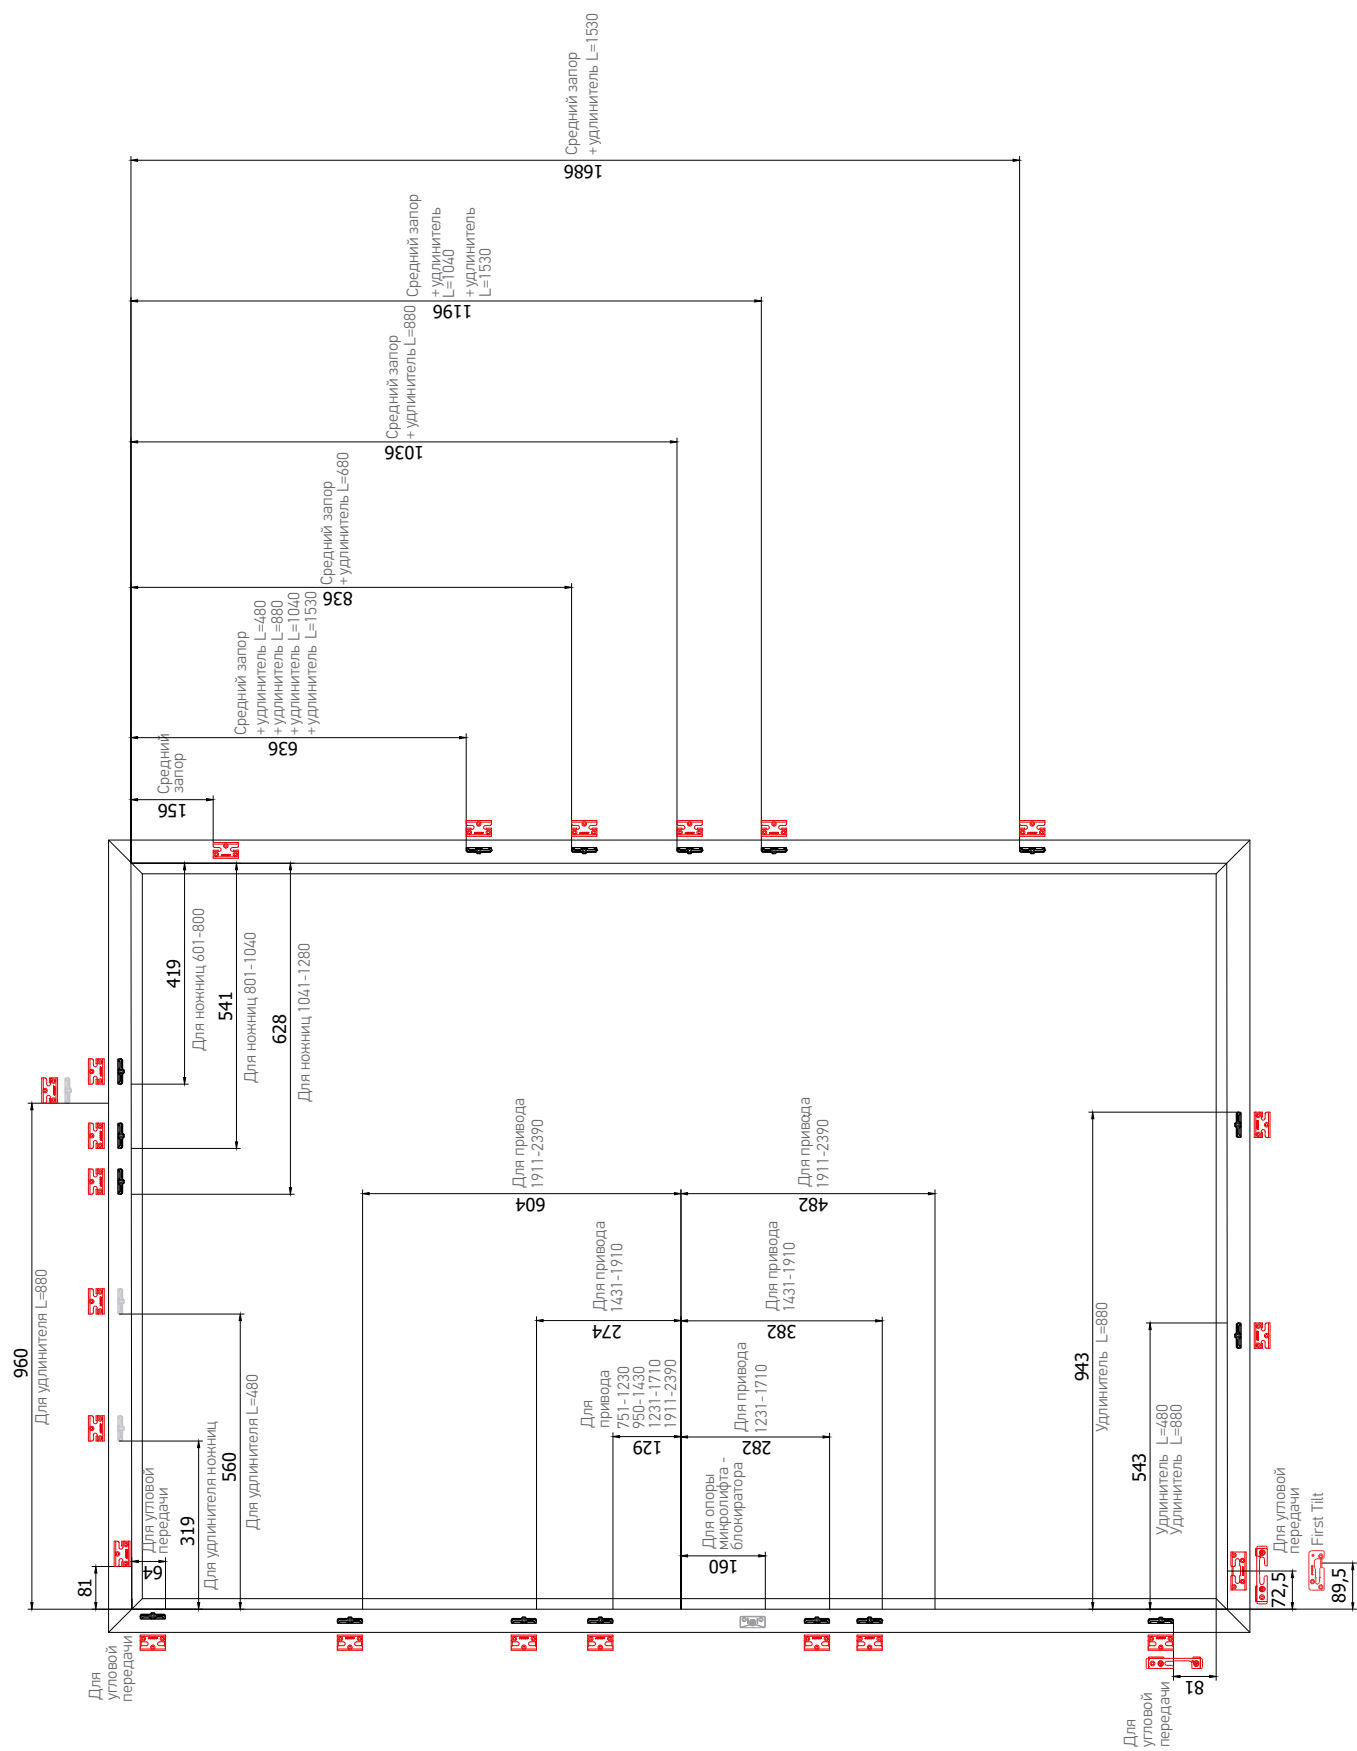 Средний запор
+удлинитель L=1530
1686
Средний запор
+удлинитель
L=1040
+удлинитель
L=1530
1196
Средний запор
+ удлинитель L=880
1036
Средний запор
+удлинитель L=680
836
Средний запор
+удлинитель L=480
+удлинитель L=880
+удлинитель L=1040
+удлинитель L=1530
636
Средний
запор
156
419
Для ножниц 601-800
541
Для ножниц 801-1040
628
Для ножниц 1041-1280
960
Для удлинителя L=880
Для привода
1911-2390
604
Для привода
1911-2390
482
Для привода
1431-1910
274
Для привода
1431-1910
382
Для
привода
751-1230
950-1430
1231-1710
1911-2390
129
Для привода
1231-1710
282
Для опоры
микролифта -
блокиратора
160
560
Для удлинителя L=480
319
Для удлинителя ножниц
Для угловой
передачи
64
81
Для
угловой
передачи
943
Удлинитель L=880
543
Удлинитель L=480
Удлинитель L=880
Для угловой
передачи
72,5
First Tilt
89,5
81
Для
угловой
передачи